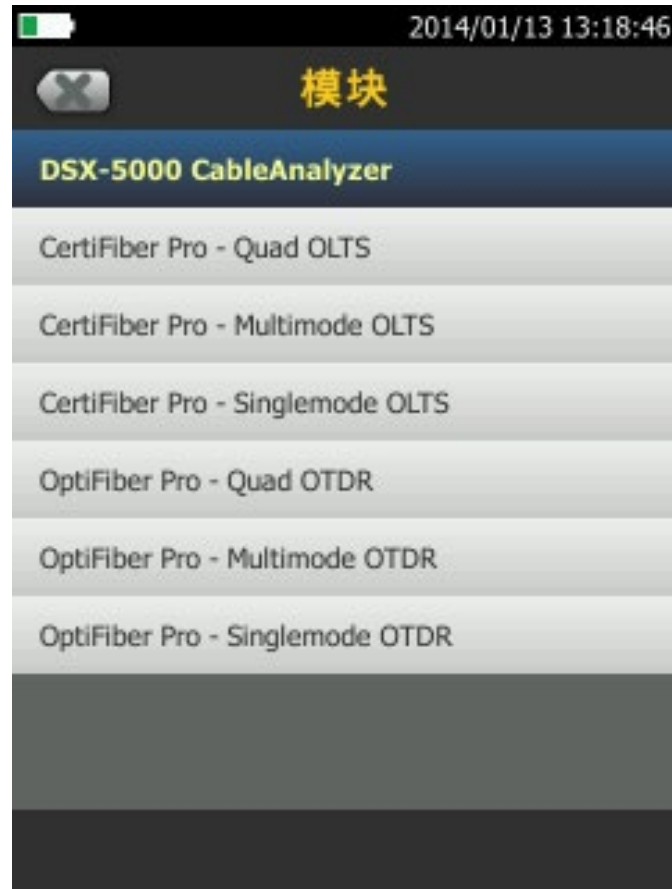 2014/01/13 13:18:46
模块
DSX-5000 CableAnalyzer
CertiFiber Pro - Quad OLTS
CertiFiber Pro - Multimode OLTS
CertiFiber Pro - Singlemode OLTS
OptiFiber Pro - Quad OTDR
OptiFiber Pro - Multimode OTDR
OptiFiber Pro - Singlemode OTDR